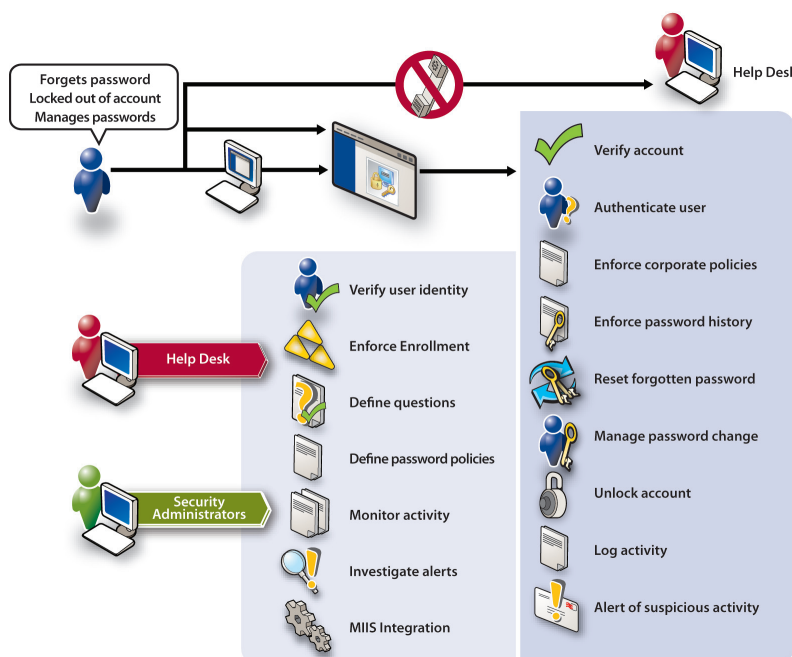 Forgets password
Locked out of account
Manages passwords
Help Desk
Verify account
Authenticate user
Enforce corporate policies
Enforce password history
Reset forgotten password
Manage password change
Unlock account
Log activity
Alert of suspicious activity
Help Desk
Security
Administrators
Verify user identity
Enforce Enrollment
Define questions
Define password policies
Monitor activity
Investigate alerts
MIIS Integration